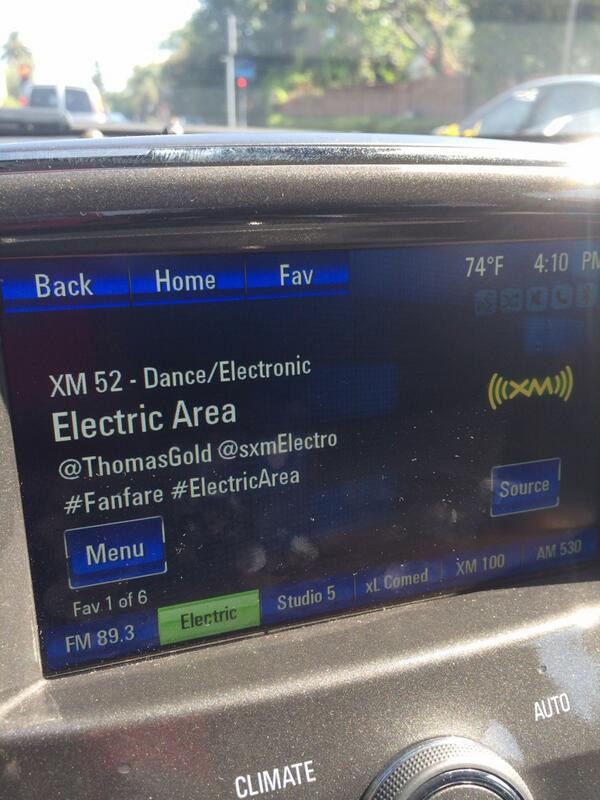 Back Home Fav 74°F 4:10 PM
XM 52 - Dance/Electronic
Electric Area
((XM))
@ThomasGold @sxmElectro
#Fanfare #ElectricArea
Source
Menu
Fav 1 of 6
FM 89.3 Electric Studio 5 xL Comed XM 100 AM 530
AUTO
CLIMATE